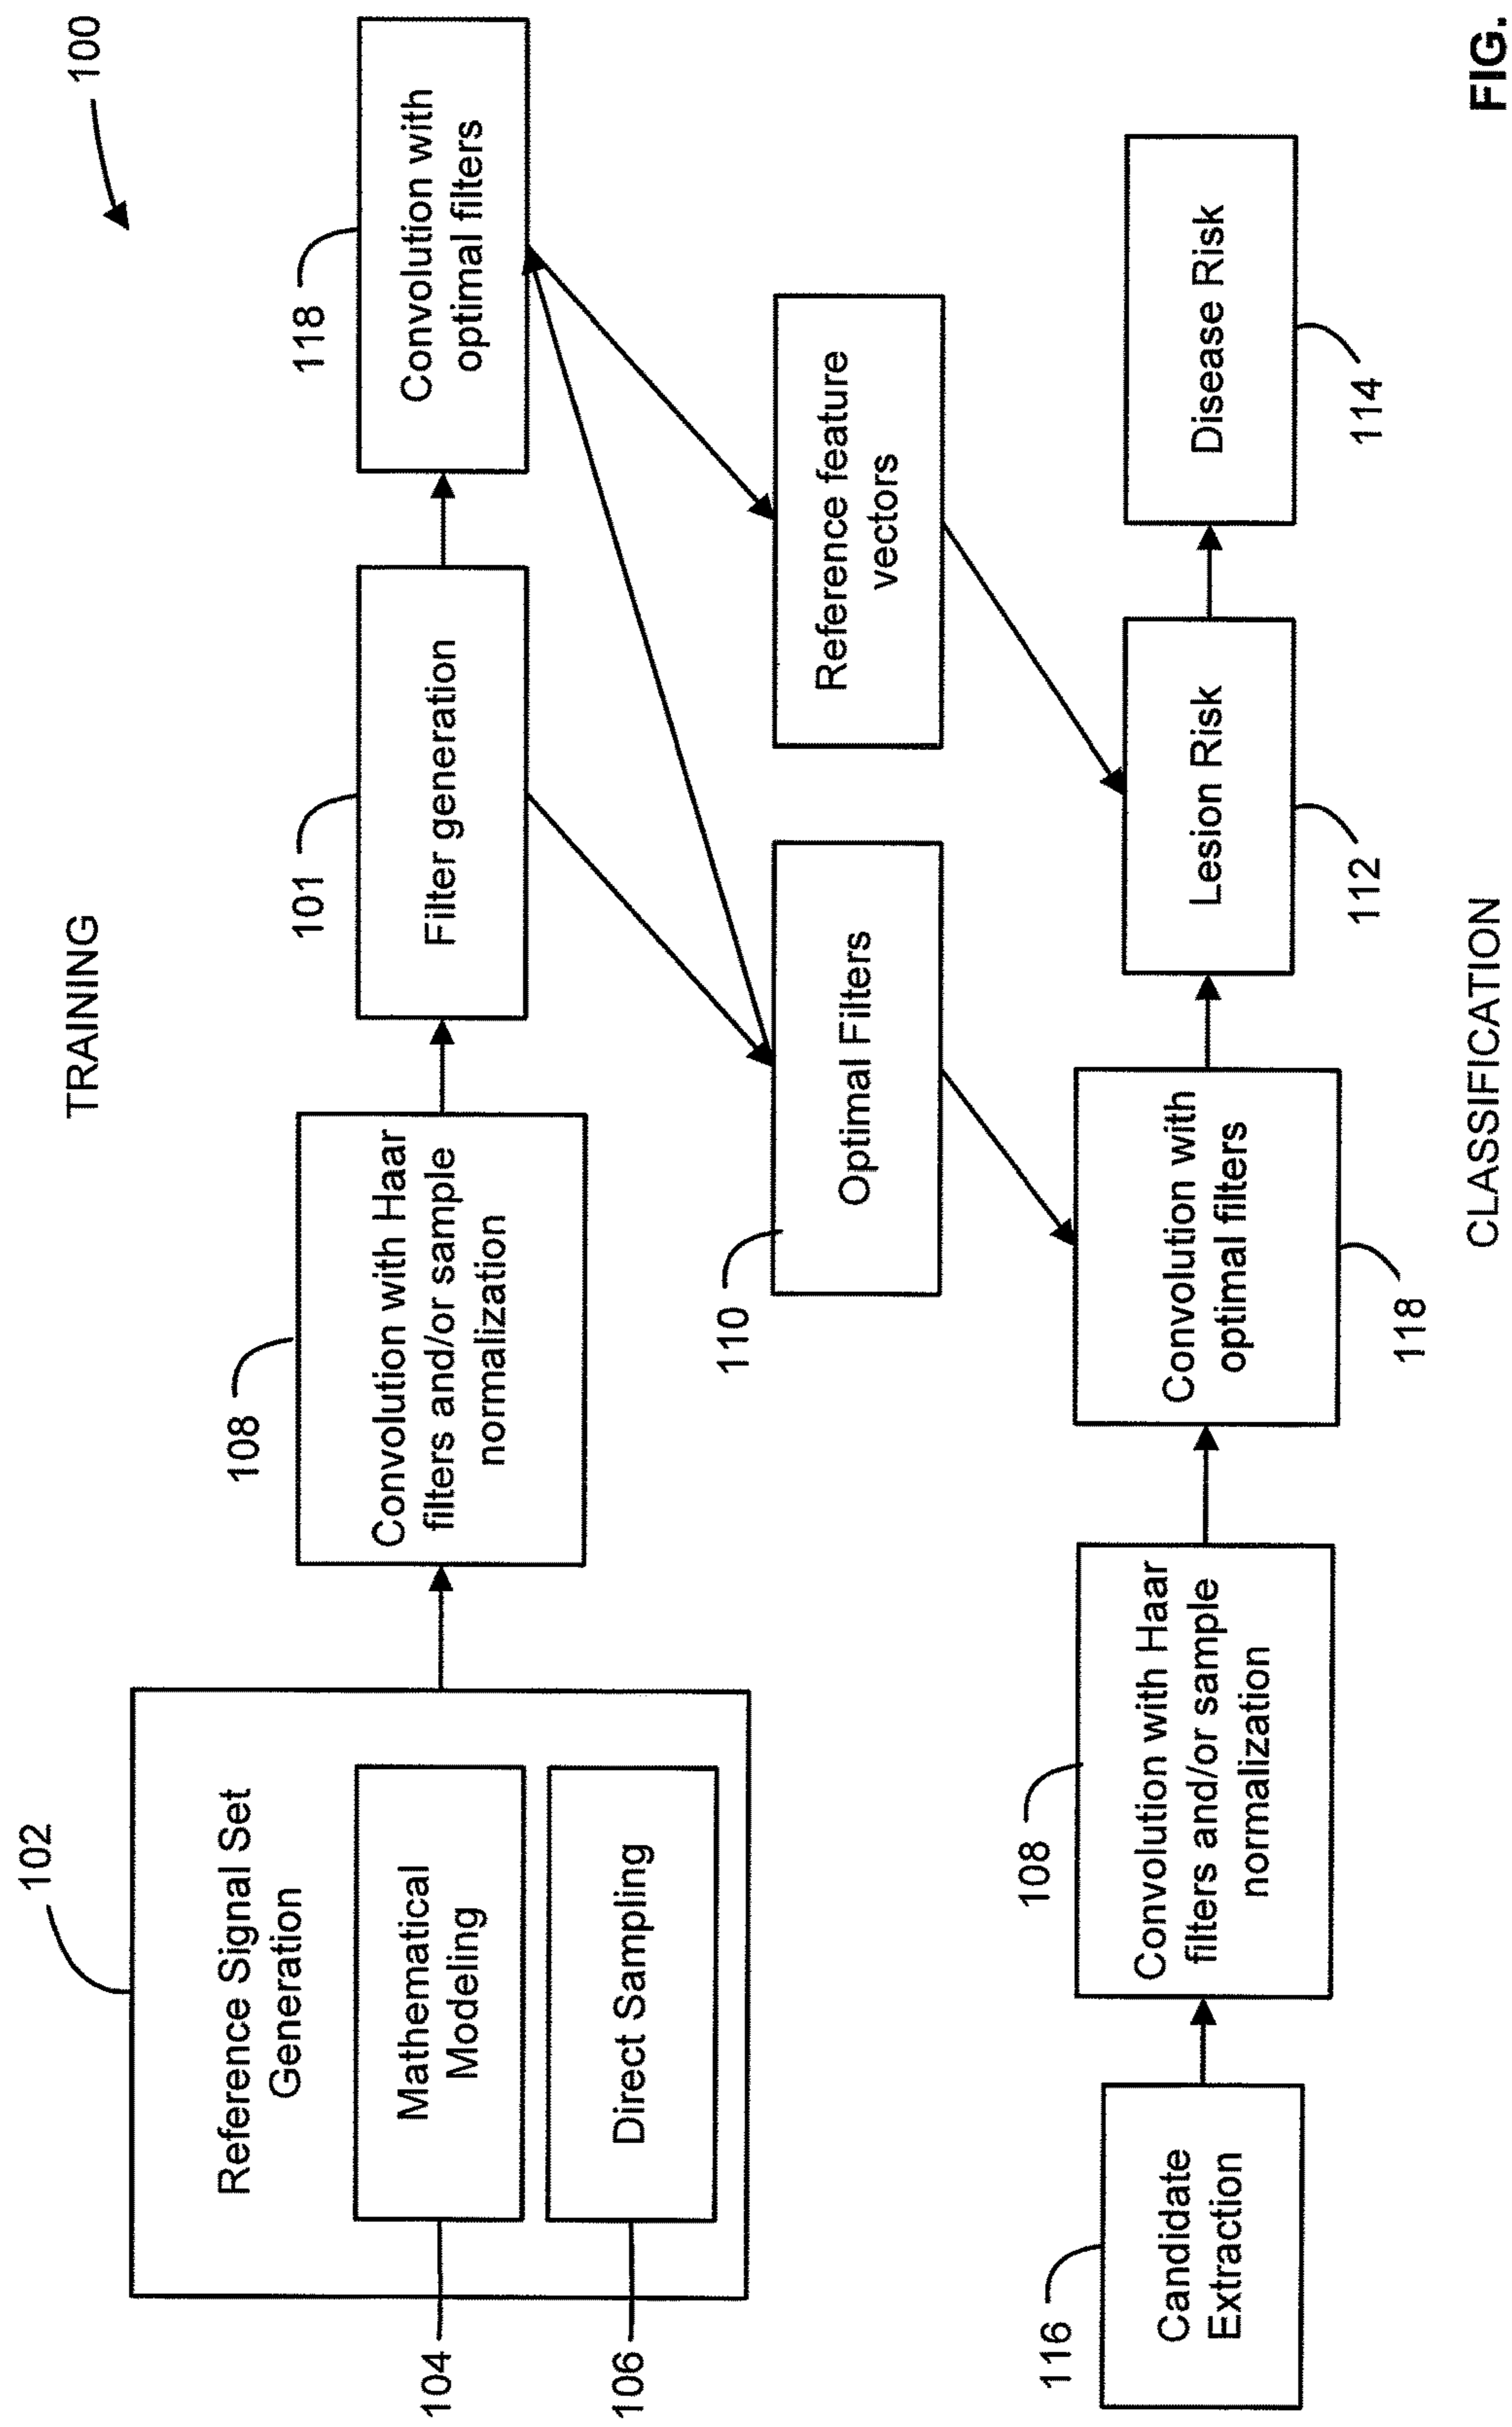 TRAINING
100
102
Reference Signal Set
Generation
104
Mathematical
Modeling
106
Direct Sampling
108
Convolution with Haar
filters and/or sample
normalization
101
Filter generation
118
Convolution with
optimal filters
110
Optimal Filters
Reference feature
vectors
116
Candidate
Extraction
108
Convolution with Haar
filters and/or sample
normalization
Convolution with
optimal filters
118
Lesion Risk
112
Disease Risk
114
CLASSIFICATION
FIG.